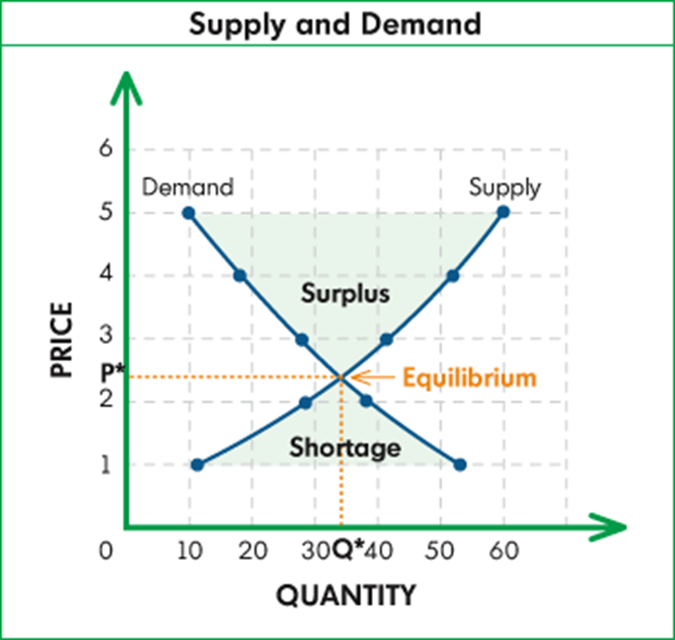 Supply and Demand
6
Demand
Supply
5
4
Surplus
3
PRICE
P*
Equilibrium
2
Shortage
1
0 10 20 30 Q* 40 50 60
QUANTITY